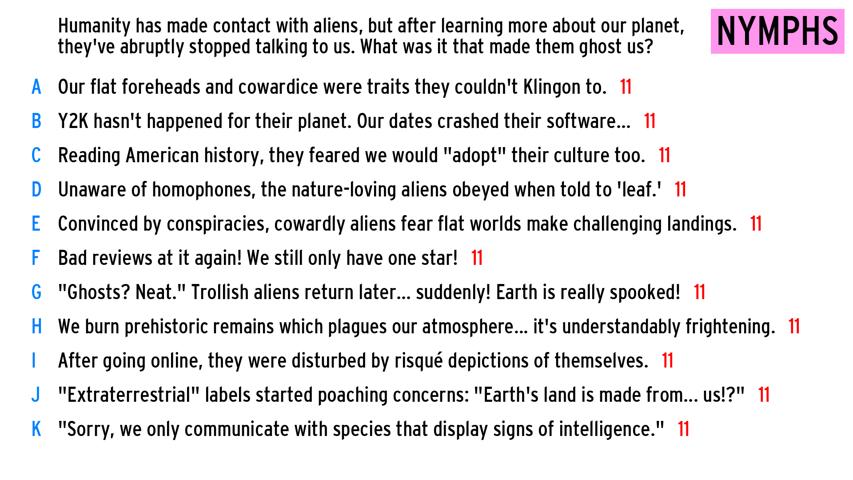 Humanity has made contact with aliens, but after learning more about our planet,
they've abruptly stopped talking to us. What was it that made them ghost us?
NYMPHS
A Our flat foreheads and cowardice were traits they couldn't Klingon to. 11
B Y2K hasn't happened for their planet. Our dates crashed their software... 11
C Reading American history, they feared we would "adopt" their culture too. 11
D Unaware of homophones, the nature-loving aliens obeyed when told to 'leaf.' 11
E Convinced by conspiracies, cowardly aliens fear flat worlds make challenging landings. 11
F Bad reviews at it again! We still only have one star! 11
G "Ghosts? Neat." Trollish aliens return later... suddenly! Earth is really spooked! 11
H We burn prehistoric remains which plagues our atmosphere... it's understandably frightening. 11
I After going online, they were disturbed by risqué depictions of themselves. 11
J "Extraterrestrial" labels started poaching concerns: "Earth's land is made from... us!?" 11
K "Sorry, we only communicate with species that display signs of intelligence." 11